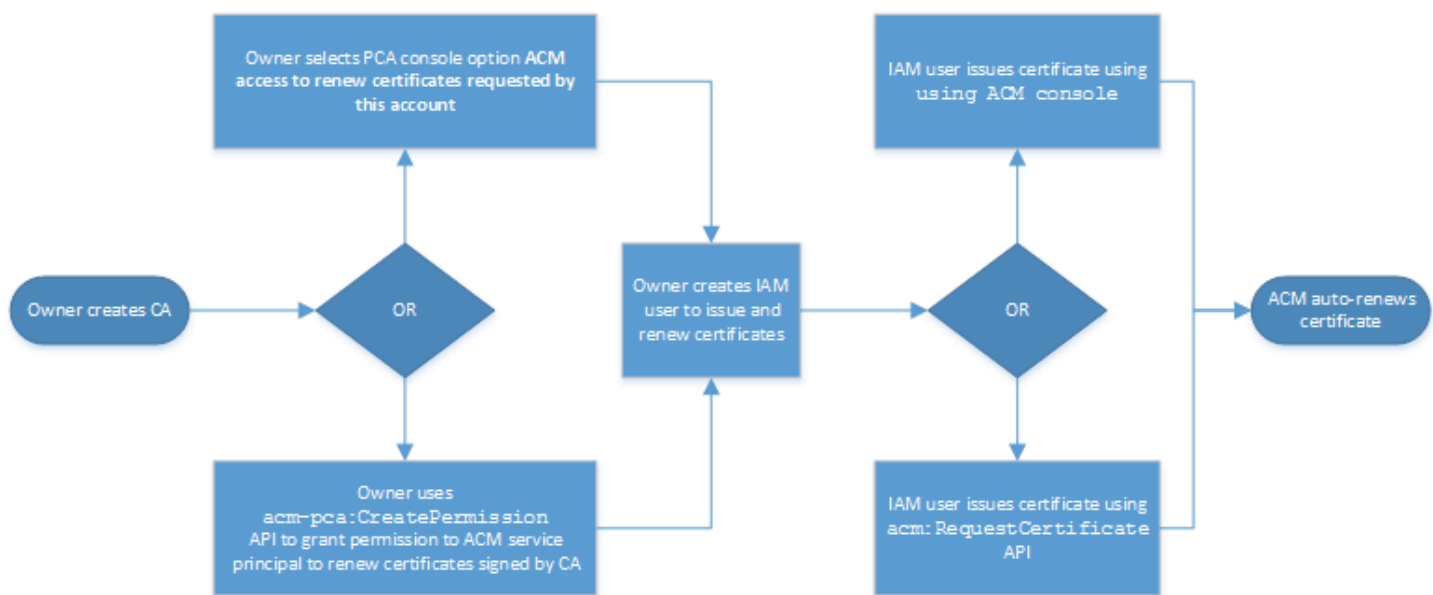 Owner creates CA
OR
Owner selects PCA console option ACM
access to renew certificates requested by
this account
Owner uses
acm-pca:CreatePermission
API to grant permission to ACM service
principal to renew certificates signed by CA
Owner creates IAM
user to issue and
renew certificates
OR
IAM user issues certificate using
using ACM console
IAM user issues certificate using
acm:RequestCertificate
API
ACM auto-renews
certificate